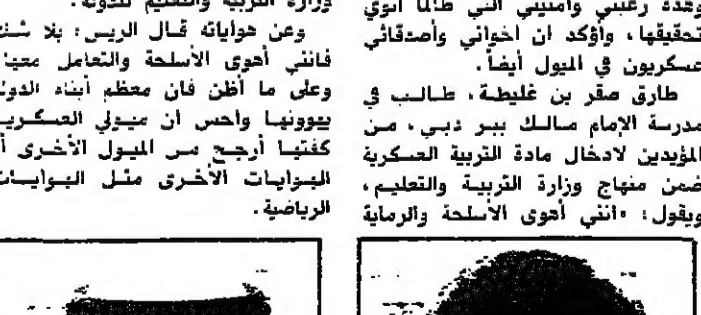 وهذه رغبتي وأمنيتي التي طالما انوي
تحقيقها، وأؤكد ان اخواني وأصدقائي
عسكريون في الميول أيضاً.
طارق صقر بن غليطة، طالب في
مدرسة الإمام مالك ببر دبي، من
المؤيدين لادخال مادة التربية العسكرية
ضمن منهاج وزارة التربية والتعليم،
ويقول: «انني أهوى الأسلحة والرماية
وزارة التربية والتعليم للدولة.
وعن هواياته قال الريس: بلا شك
فانني أهوى الأسلحة والتعامل معها
وعلى ما أظن فان معظم أبناء الدولة
يهوونها واحس ان ميولي العسكرية
كفتها أرجح من الميول الأخرى أو
الهوايات الأخرى مثل الهوايات
الرياضية.